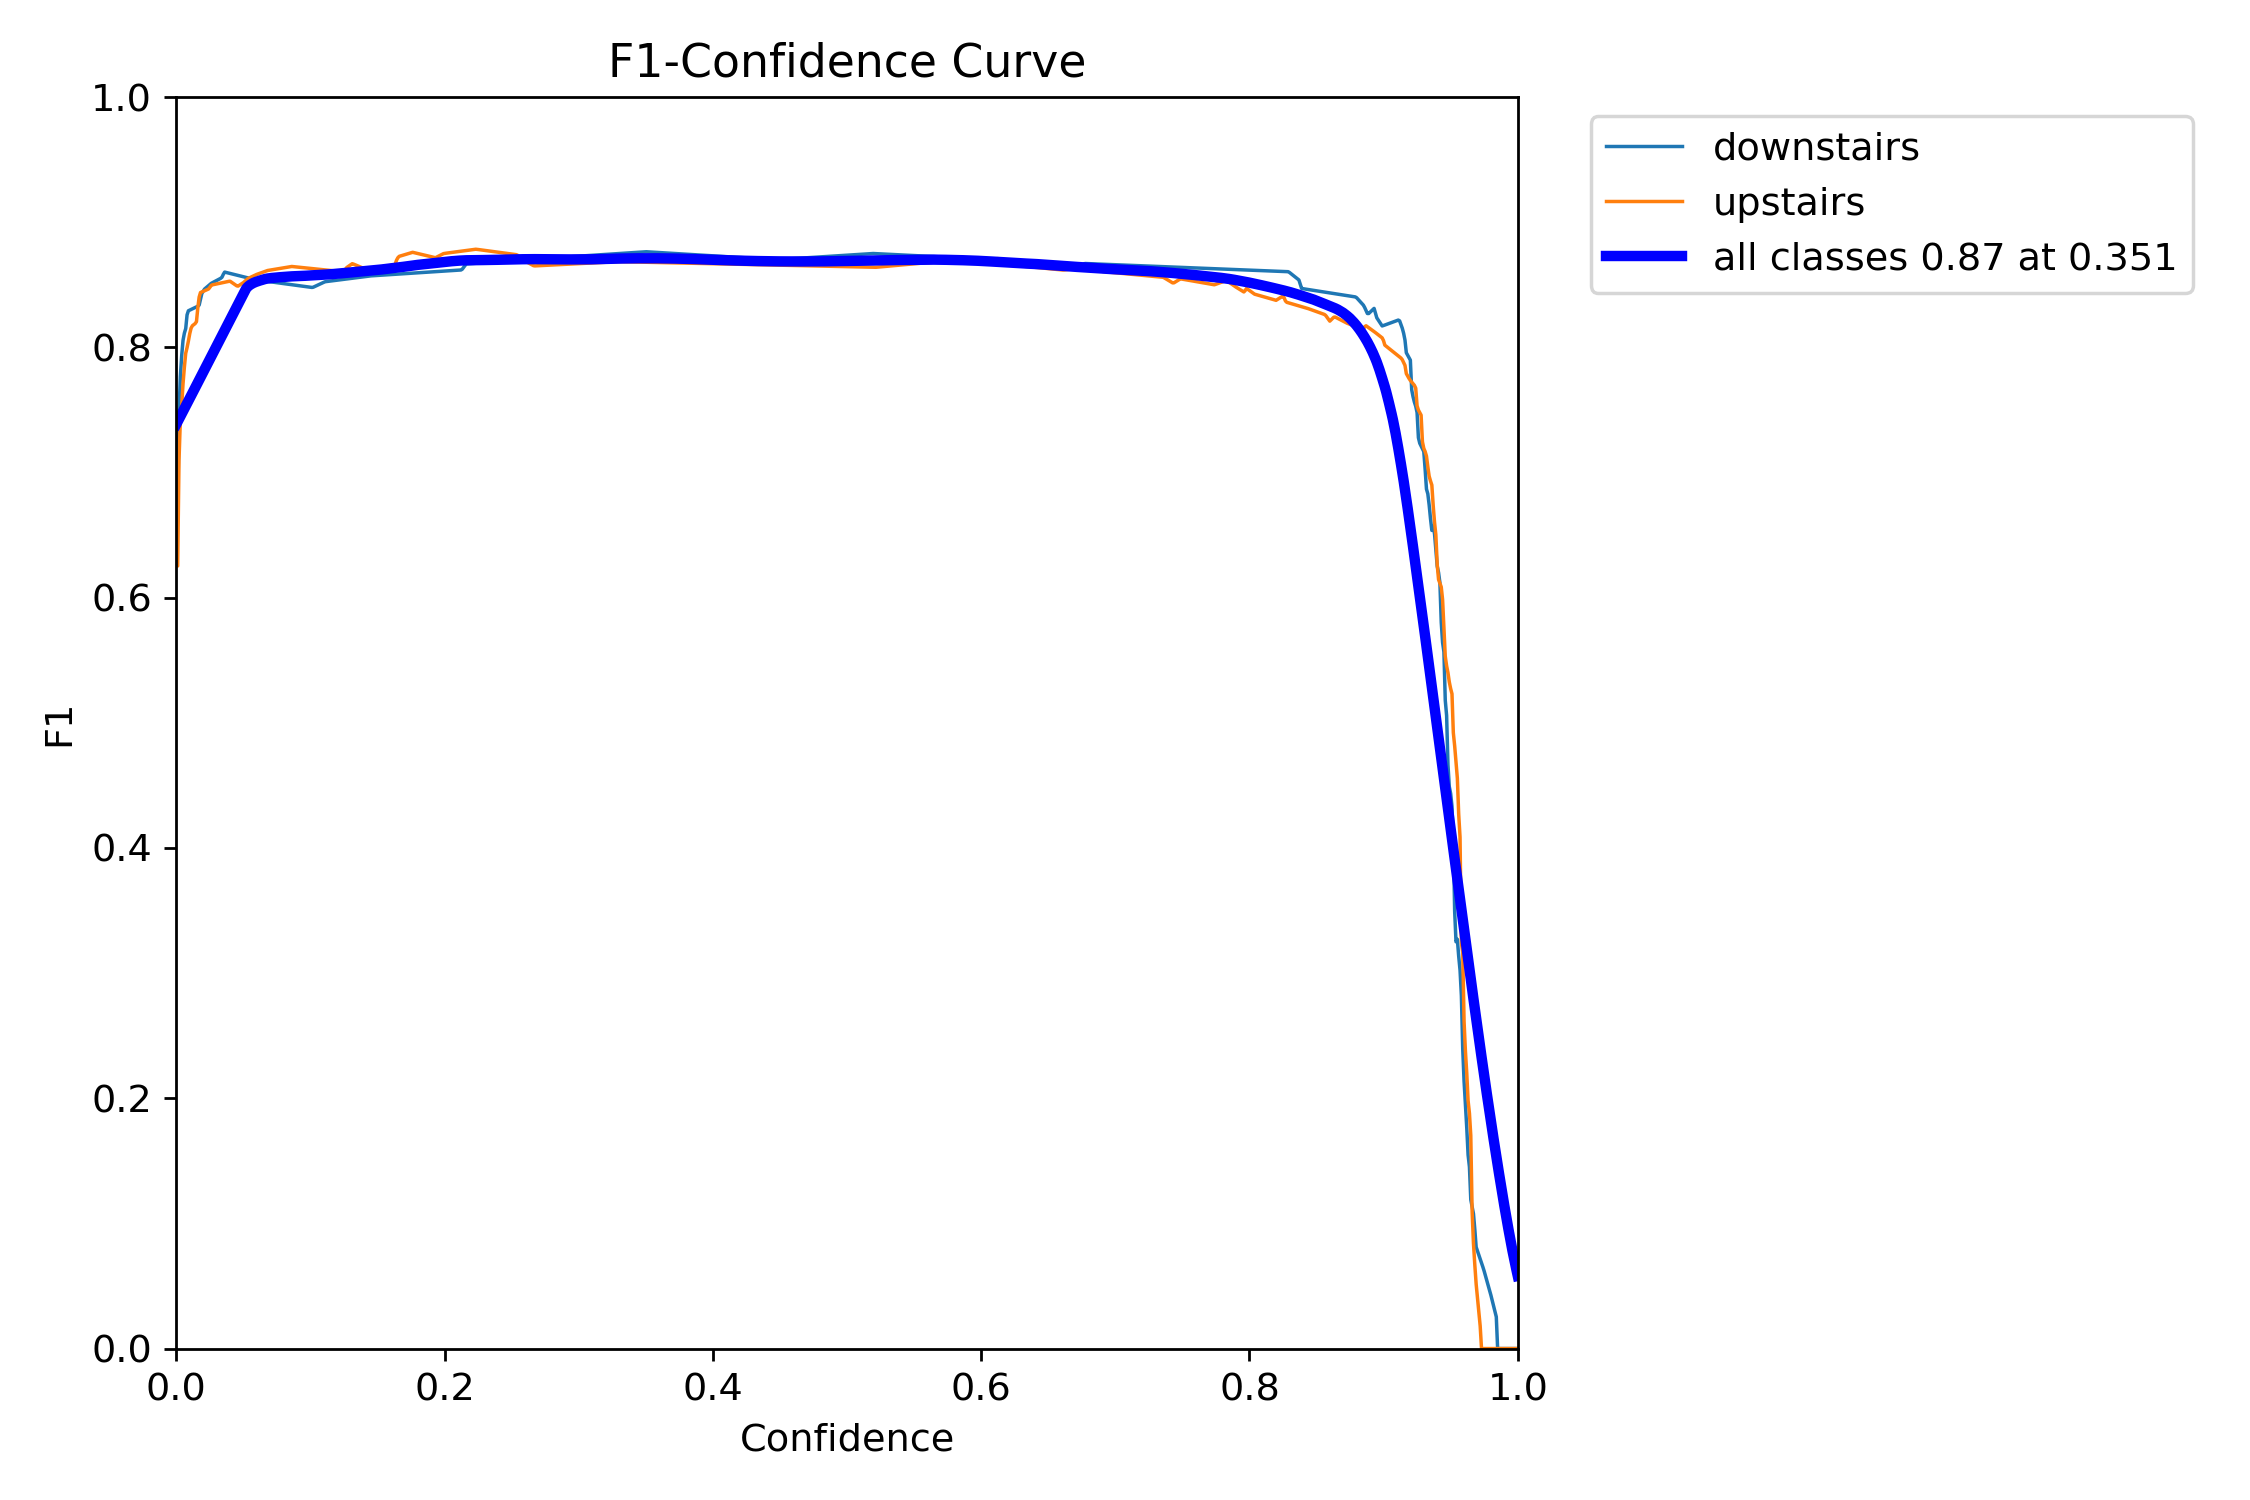 F1-Confidence Curve
1.0
0.8
0.6
0.4
0.2
0.0
F1
0.0 0.2 0.4 0.6 0.8 1.0
Confidence
downstairs
upstairs
all classes 0.87 at 0.351